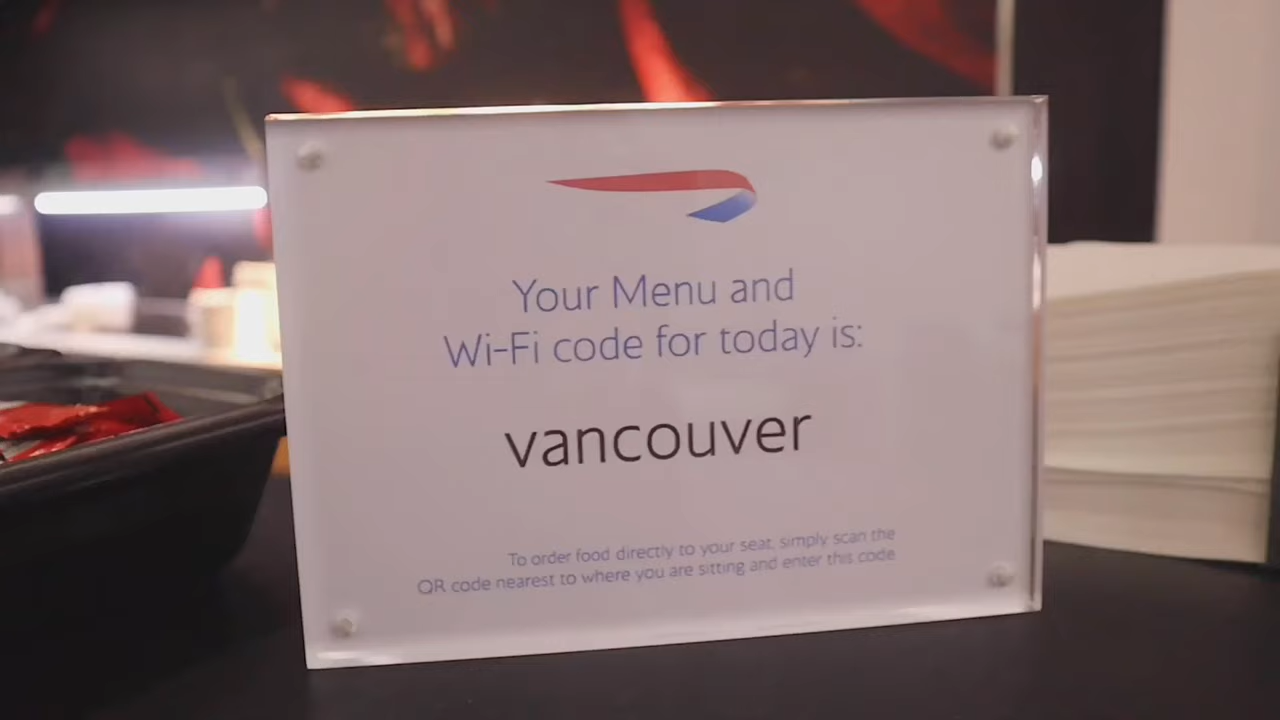 Your Menu and
Wi-Fi code for today is:
vancouver
To order food directly to your seat, simply scan the
QR code nearest to where you are sitting and enter this code